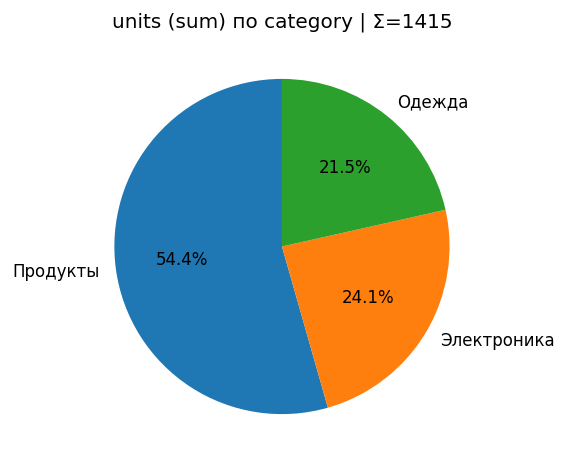 units (sum) по category | Σ=1415
Одежда
21.5%
54.4%
Продукты
24.1%
Электроника